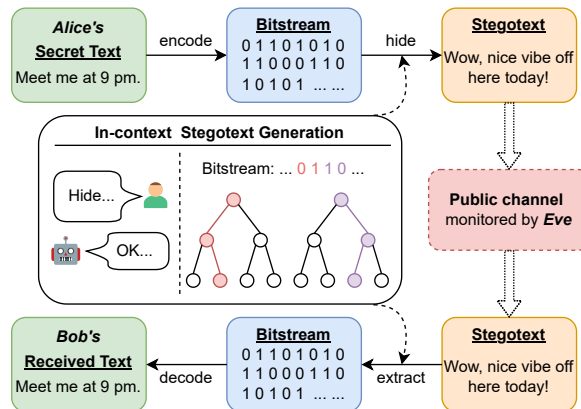 Alice's
Secret Text
Meet me at 9 pm.
encode
Bitstream
0 1 1 0 1 0 1 0
1 1 0 0 0 1 1 0
1 0 1 0 1 ... ...
hide
Stegotext
Wow, nice vibe off
here today!
In-context Stegotext Generation
Hide...
OK...
Bitstream: ... 0 1 1 0 ...
Public channel
monitored by Eve
Bob's
Received Text
Meet me at 9 pm.
decode
Bitstream
0 1 1 0 1 0 1 0
1 1 0 0 0 1 1 0
1 0 1 0 1 ... ...
extract
Stegotext
Wow, nice vibe off
here today!